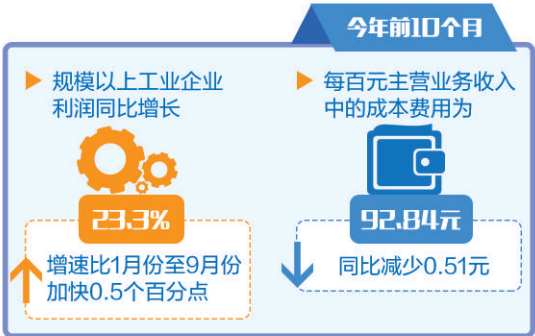 今年前10个月
规模以上工业企业
利润同比增长
23.3%
增速比1月份至9月份
加快0.5个百分点
每百元主营业务收入
中的成本费用为
92.84元
同比减少0.51元